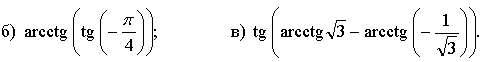 б) arcctg(tg(-π/4)); в) tg(arcctg√3 - arcctg(-1/√3)).